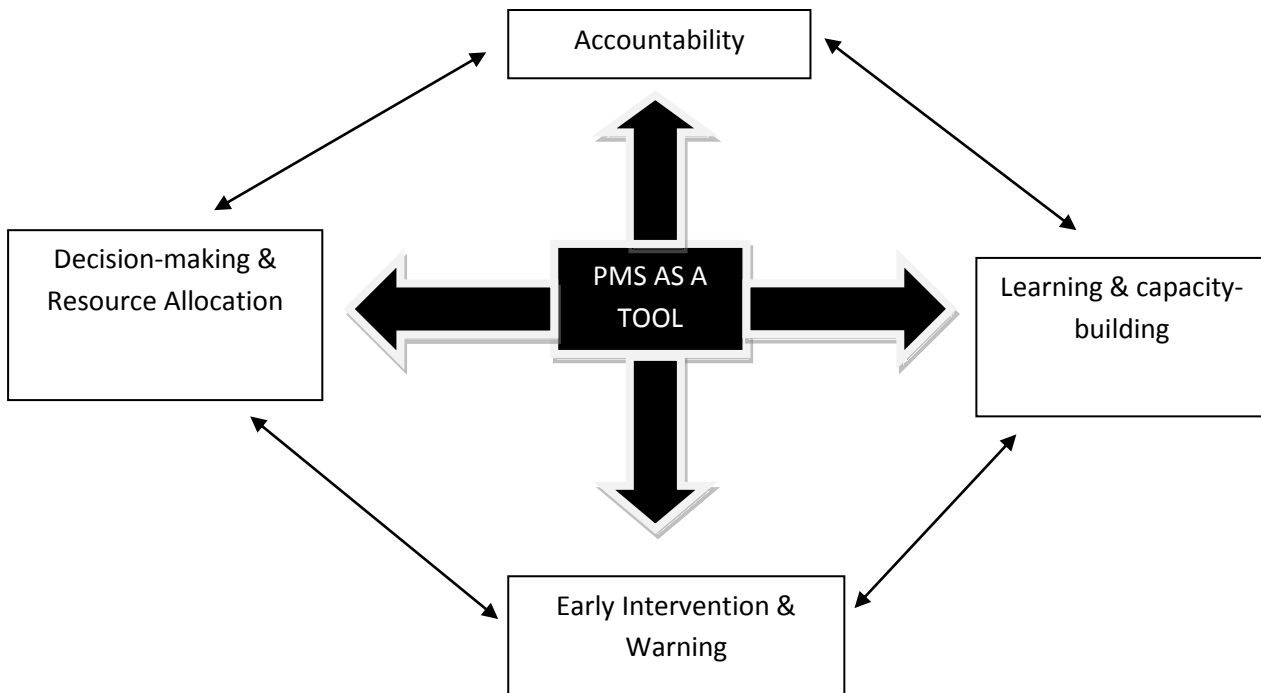 Accountability
Decision-making &
Resource Allocation
PMS AS A
TOOL
Learning & capacity-
building
Early Intervention &
Warning